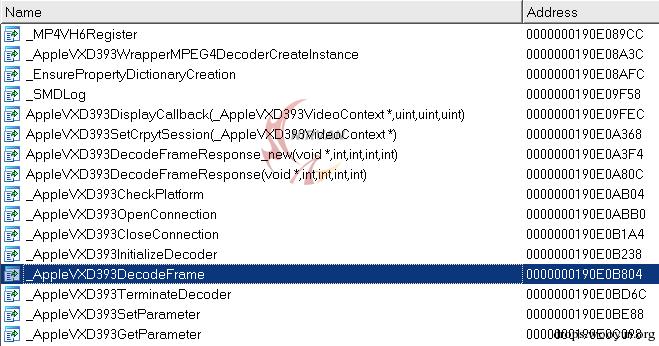 Name Address
_MP4VH6Register 0000000190E089CC
_AppleVXD393WrapperMPEG4DecoderCreateInstance 0000000190E08A3C
_EnsurePropertyDictionaryCreation 0000000190E08AFC
_SMDLog 0000000190E09F58
AppleVXD393DisplayCallback(_AppleVXD393VideoContext *,uint,uint,uint) 0000000190E09FEC
AppleVXD393SetCrpytSession(_AppleVXD393VideoContext *) 0000000190E0A368
AppleVXD393DecodeFrameResponse_new(void *,int,int,int,int) 0000000190E0A3F4
AppleVXD393DecodeFrameResponse(void *,int,int,int,int) 0000000190E0A80C
_AppleVXD393CheckPlatform 0000000190E0AB04
_AppleVXD393OpenConnection 0000000190E0ABB0
_AppleVXD393CloseConnection 0000000190E0B1A4
_AppleVXD393InitializeDecoder 0000000190E0B238
_AppleVXD393DecodeFrame 0000000190E0B804
_AppleVXD393TerminateDecoder 0000000190E0BD6C
_AppleVXD393SetParameter 0000000190E0BE88
_AppleVXD393GetParameter 0000000190E0C098